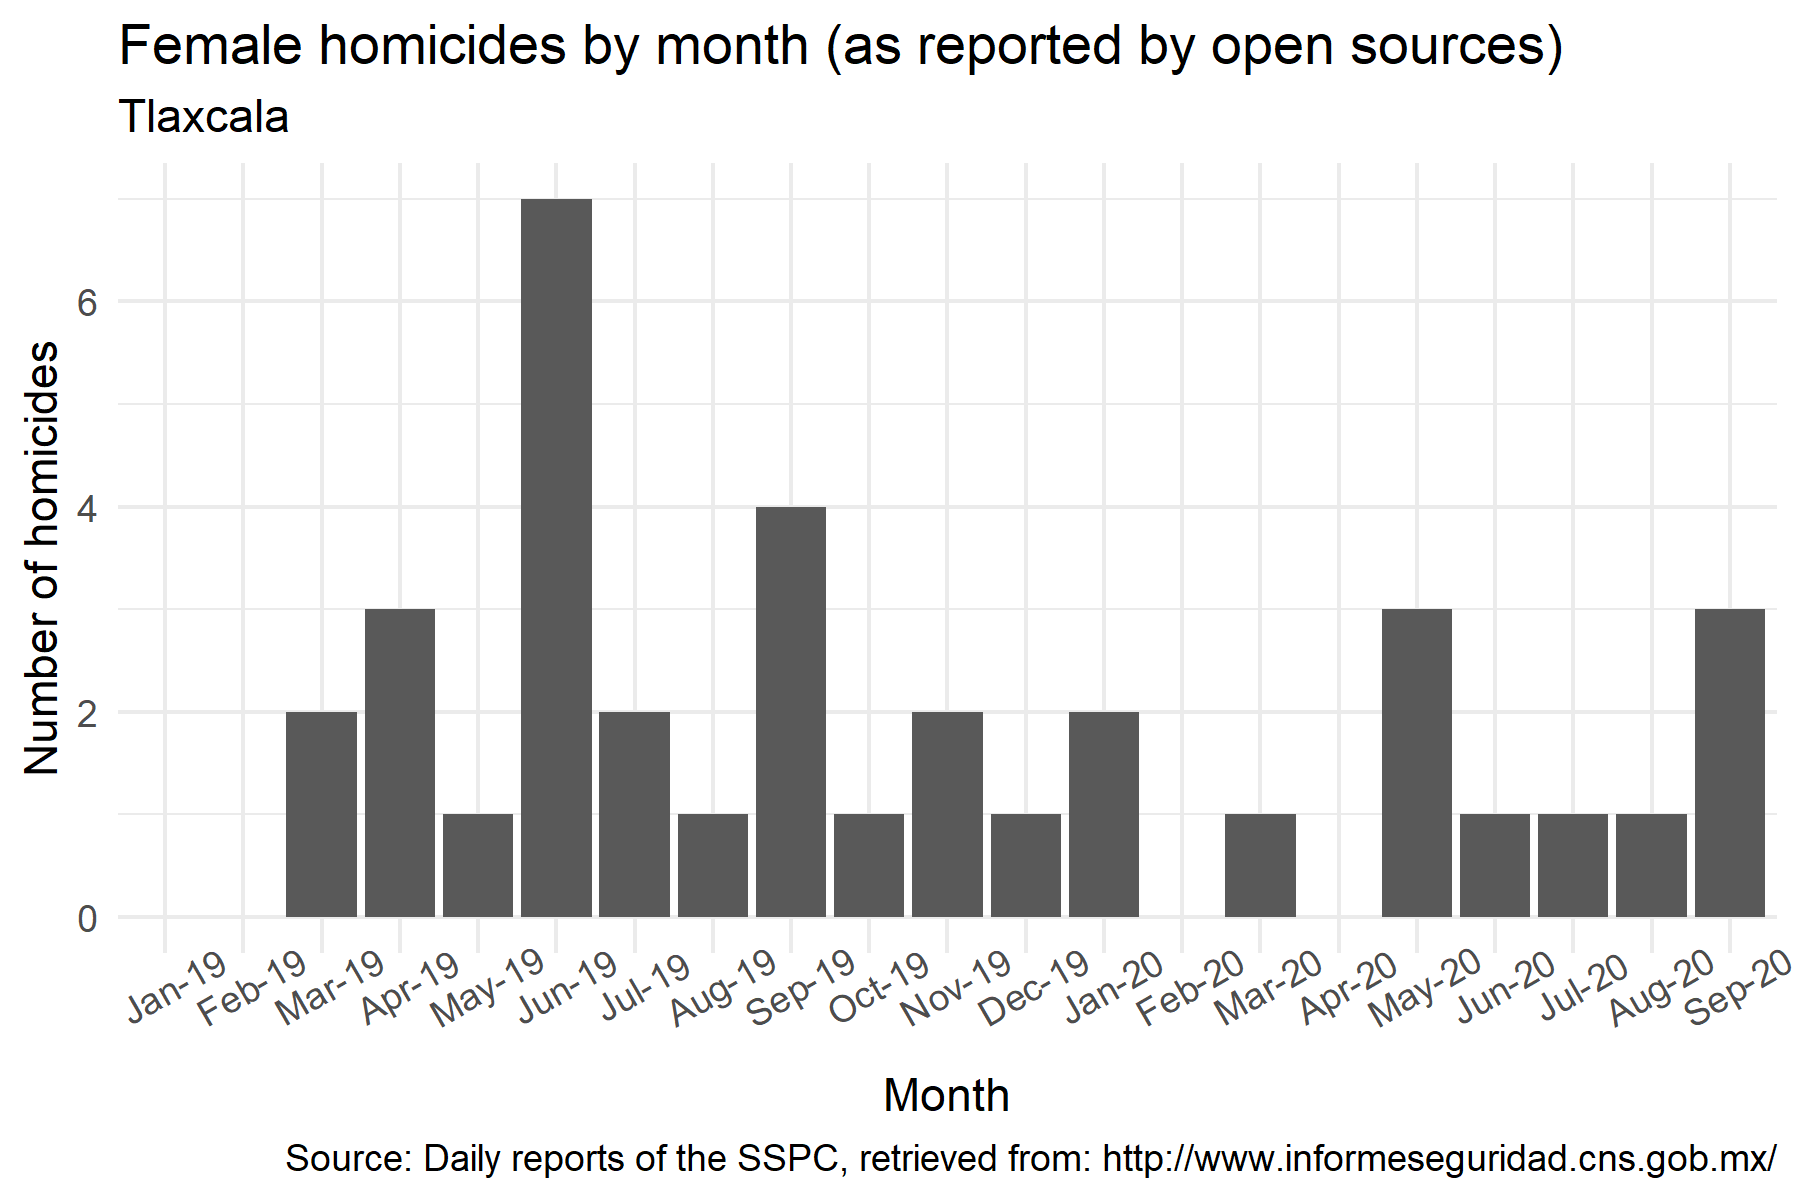 Female homicides by month (as reported by open sources)
Tlaxcala
Number of homicides
6
4
2
0
Jan-19
Feb-19
Mar-19
Apr-19
May-19
Jun-19
Jul-19
Aug-19
Sep-19
Oct-19
Nov-19
Dec-19
Jan-20
Feb-20
Mar-20
Apr-20
May-20
Jun-20
Jul-20
Aug-20
Sep-20
Month
Source: Daily reports of the SSPC, retrieved from: http://www.informeseguridad.cns.gob.mx/